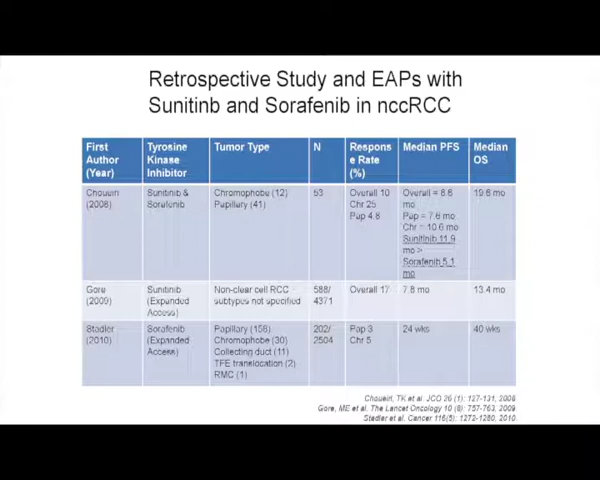 Retrospective Study and EAPs with
Sunitinb and Sorafenib in nccRCC
First Author (Year) Tyrosine Kinase Inhibitor Tumor Type N Respons e Rate (%) Median PFS Median OS
Choueiri (2008) Sunitinib & Sorafenib Chromophobe (12) Papillary (41) 53 Overall 10 Chr 25 Pap 4.8 Overall = 8.6 mo Pap = 7.6 mo Chr = 10.6 mo Sunitinib 11.9 mo > Sorafenib 5.1 mo 19.6 mo
Gore (2009) Sunitinib (Expanded Access) Non-clear cell RCC subtypes not specified 588/ 4371 Overall 17 7.8 mo 13.4 mo
Stadler (2010) Sorafenib (Expanded Access) Papillary (158) Chromophobe (30) Collecting duct (11) TFE translocation (2) RMC (1) 202/ 2504 Pap 3 Chr 5 24 wks 40 wks
Choueiri, TK et al. JCO 26 (1): 127-131, 2008
Gore, ME et al. The Lancet Oncology 10 (8): 757-763, 2009
Stadler et al. Cancer 116(5): 1272-1280, 2010